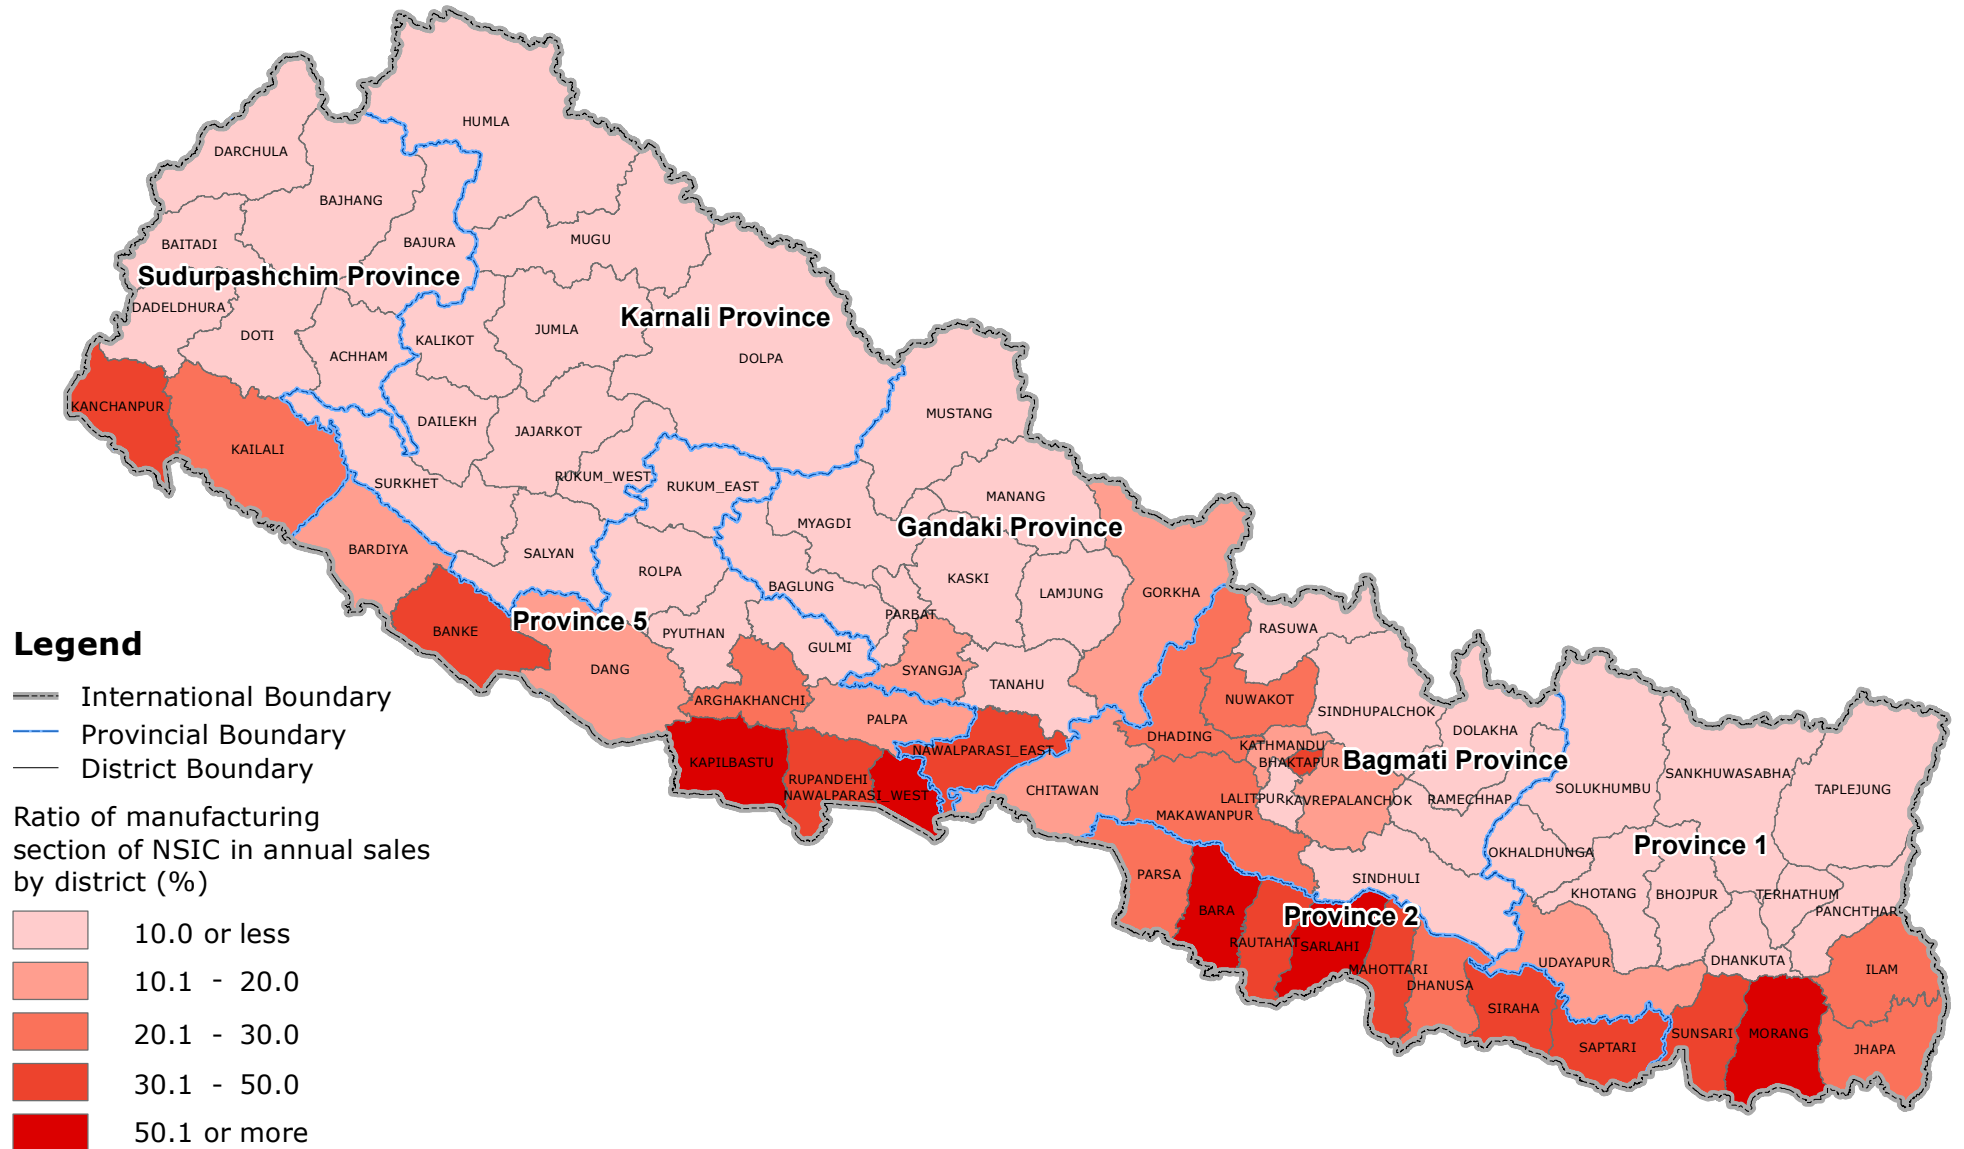 HUMLA
DARCHULA
BAJHANG
BAITADI
BAJURA
MUGU
Sudurpashchim Province
DADELDHURA
DOTI
ACHHAM
KALIKOT
JUMLA
Karnali Province
DOLPA
KANCHANPUR
KAILALI
DAILEKH
JAJARKOT
MUSTANG
SURKHET
RUKUM_WEST
RUKUM_EAST
MANANG
MYAGDI
Gandaki Province
BARDIYA
SALYAN
ROLPA
BAGLUNG
KASKI
LAMJUNG
GORKHA
PARBAT
BANKE
Province 5
PYUTHAN
GULMI
RASUWA
DANG
SYANGJA
TANAHU
ARGHAKHANCHI
PALPA
NUWAKOT
SINDHUPALCHOK
DOLAKHA
DHADING
KATHMANDU
NAWALPARASI_EAST
KAPILBASTU
BHAKTAPUR
Bagmati Province
RUPANDEHI
NAWALPARASI_WEST
CHITAWAN
LALITPUR
KAVREPALANCHOK
RAMECHHAP
SOLUKHUMBU
SANKHUWASABHA
TAPLEJUNG
MAKAWANPUR
OKHALDHUNGA
Province 1
PARSA
SINDHULI
KHOTANG
BHOJPUR
TERHATHUM
PANCHTHAR
BARA
Province 2
RAUTAHAT
SARLAHI
MAHOTTARI
DHANUSA
UDAYAPUR
DHANKUTA
ILAM
SIRAHA
SAPTARI
SUNSARI
MORANG
JHAPA
Legend
International Boundary
Provincial Boundary
District Boundary
Ratio of manufacturing
section of NSIC in annual sales
by district (%)
10.0 or less
10.1 - 20.0
20.1 - 30.0
30.1 - 50.0
50.1 or more